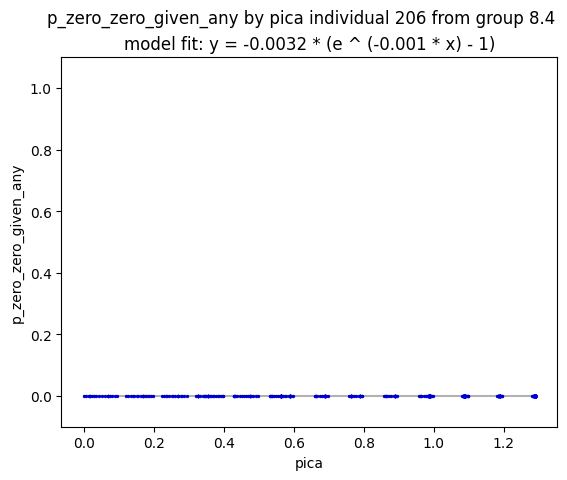 p_zero_zero_given_any by pica individual 206 from group 8.4
model fit: y = -0.0032 * (e ^ (-0.001 * x) - 1)
1.0
0.8
0.6
0.4
0.2
0.0
p_zero_zero_given_any
0.0 0.2 0.4 0.6 0.8 1.0 1.2
pica